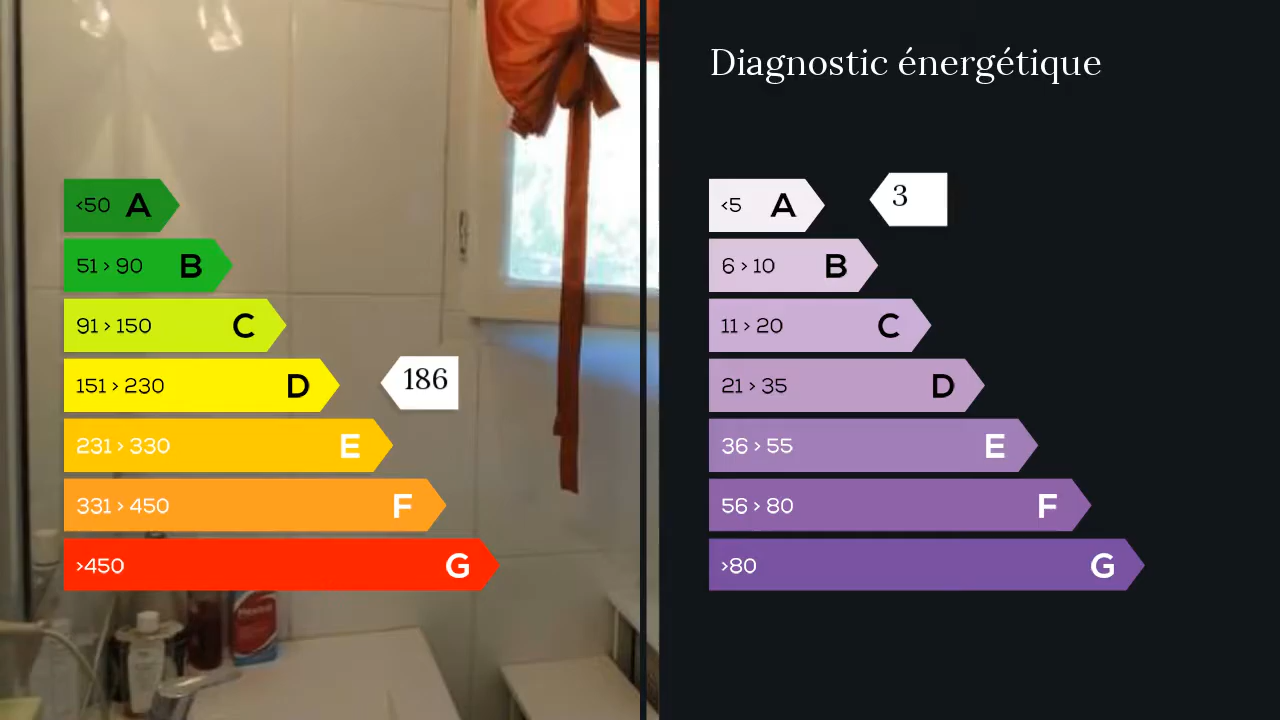 Diagnostic énergétique
<50 A
51 > 90 B
91 > 150 C
151 > 230 D
186
231 > 330 E
331 > 450 F
>450 G
<5 A
3
6 > 10 B
11 > 20 C
21 > 35 D
36 > 55 E
56 > 80 F
>80 G